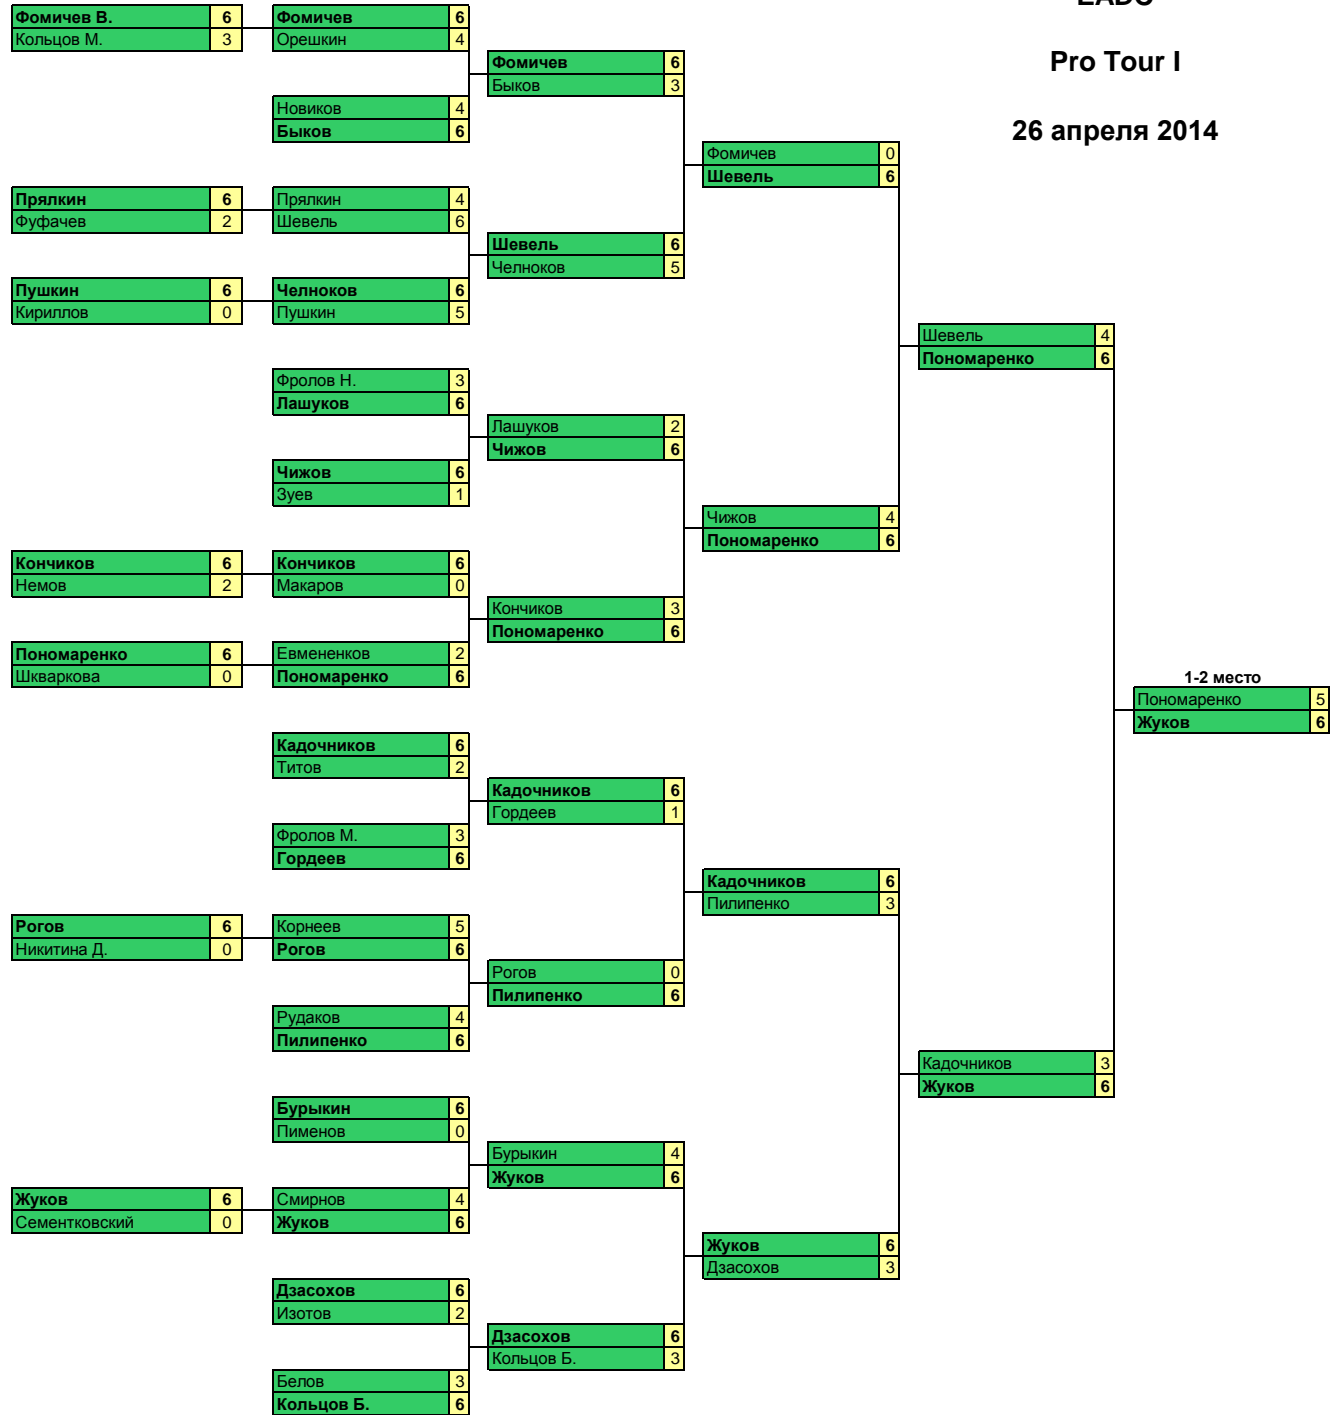 EADC
Pro Tour I
26 апреля 2014
Фомичев В. 6
Кольцов М. 3
Прялкин 6
Фуфачев 2
Пушкин 6
Кириллов 0
Кончиков 6
Немов 2
Пономаренко 6
Шкваркова 0
Рогов 6
Никитина Д. 0
Жуков 6
Сементковский 0
Фомичев 6
Орешкин 4
Новиков 4
Быков 6
Прялкин 4
Шевель 6
Челноков 6
Пушкин 5
Фролов Н. 3
Лашуков 6
Чижов 6
Зуев 1
Кончиков 6
Макаров 0
Евмененков 2
Пономаренко 6
Кадочников 6
Титов 2
Фролов М. 3
Гордеев 6
Корнеев 5
Рогов 6
Рудаков 4
Пилипенко 6
Бурыкин 6
Пименов 0
Смирнов 4
Жуков 6
Дзасохов 6
Изотов 2
Белов 3
Кольцов Б. 6
Фомичев 6
Быков 3
Шевель 6
Челноков 5
Лашуков 2
Чижов 6
Кончиков 3
Пономаренко 6
Кадочников 6
Гордеев 1
Рогов 0
Пилипенко 6
Бурыкин 4
Жуков 6
Дзасохов 6
Кольцов Б. 3
Фомичев 0
Шевель 6
Чижов 4
Пономаренко 6
Кадочников 6
Пилипенко 3
Жуков 6
Дзасохов 3
Шевель 4
Пономаренко 6
Кадочников 3
Жуков 6
1-2 место
Пономаренко 5
Жуков 6